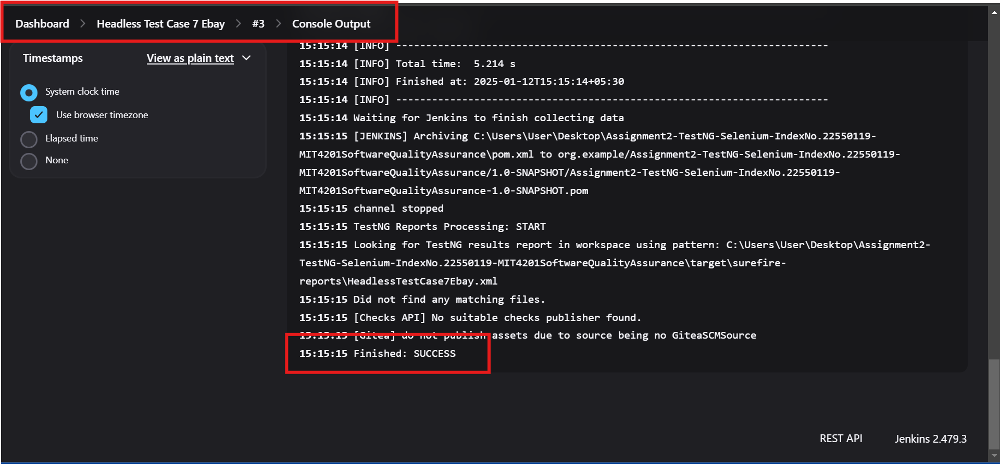 Dashboard > Headless Test Case 7 Ebay > #3 > Console Output
Timestamps
View as plain text
System clock time
Use browser timezone
Elapsed time
None
15:15:14 [INFO] ------------------------------------------------------------------------
15:15:14 [INFO] Total time:  5.214 s
15:15:14 [INFO] Finished at: 2025-01-12T15:15:14+05:30
15:15:14 [INFO] ------------------------------------------------------------------------
15:15:14 Waiting for Jenkins to finish collecting data
15:15:15 [JENKINS] Archiving C:\Users\User\Desktop\Assignment2-TestNG-Selenium-IndexNo.22550119-
MIT4201SoftwareQualityAssurance\pom.xml to org.example/Assignment2-TestNG-Selenium-IndexNo.22550119-
MIT4201SoftwareQualityAssurance/1.0-SNAPSHOT/Assignment2-TestNG-Selenium-IndexNo.22550119-
MIT4201SoftwareQualityAssurance-1.0-SNAPSHOT.pom
15:15:15 channel stopped
15:15:15 TestNG Reports Processing: START
15:15:15 Looking for TestNG results report in workspace using pattern: C:\Users\User\Desktop\Assignment2-
TestNG-Selenium-IndexNo.22550119-MIT4201SoftwareQualityAssurance\target\surefire-
reports\HeadlessTestCase7Ebay.xml
15:15:15 Did not find any matching files.
15:15:15 [Checks API] No suitable checks publisher found.
15:15:15 [Gitea] do not publish assets due to source being no GiteaSCMSource
15:15:15 Finished: SUCCESS
REST API
Jenkins 2.479.3